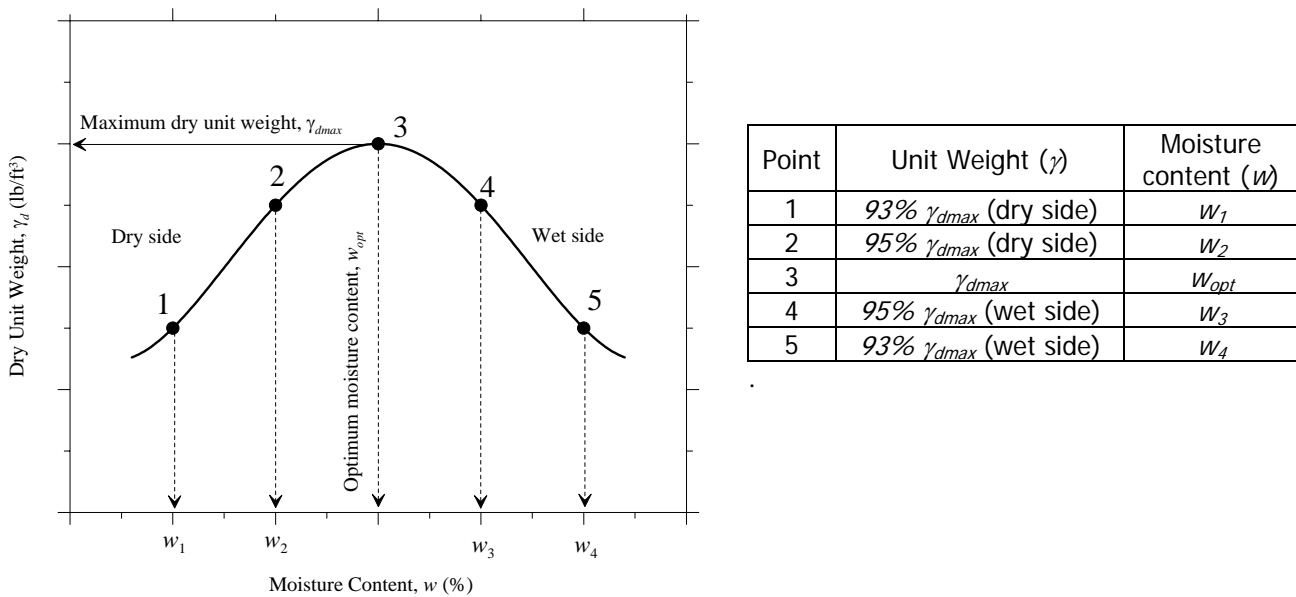 Maximum dry unit weight, γdmax
3
2
4
Dry side
Wet side
1
5
Optimum moisture content, wopt
Dry Unit Weight, γd (lb/ft³)
w1
w2
w3
w4
Moisture Content, w (%)
Point Unit Weight (γ) Moisture content (w)
1 93% γdmax (dry side) w1
2 95% γdmax (dry side) w2
3 γdmax wopt
4 95% γdmax (wet side) w3
5 93% γdmax (wet side) w4
.